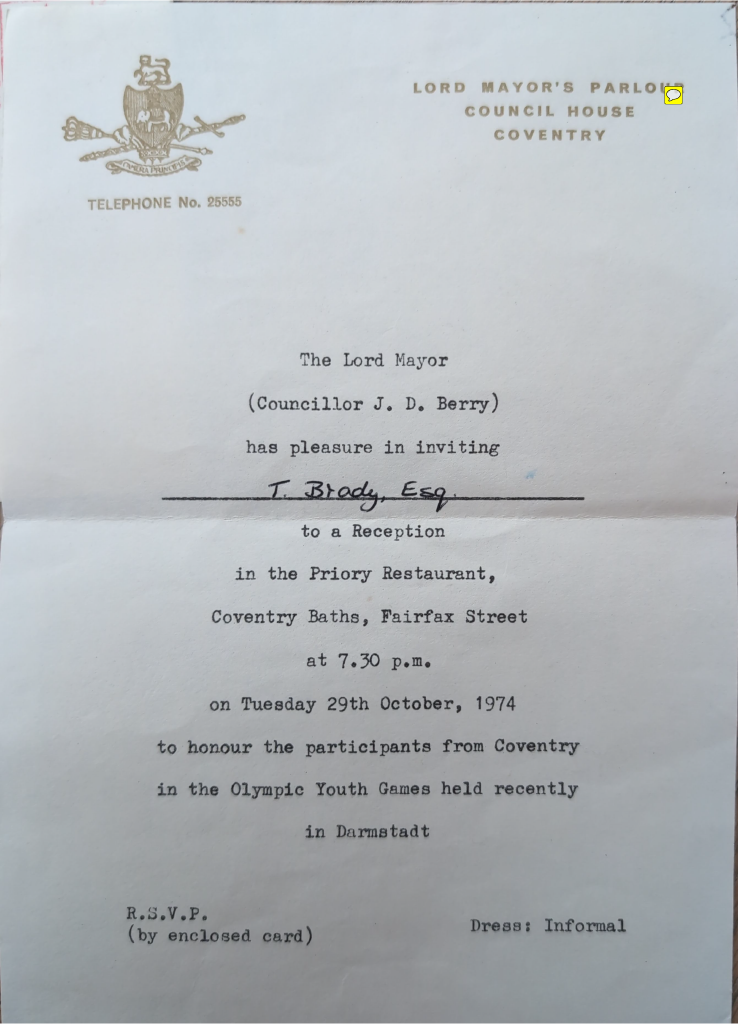 CAMERA PRINCIPIS
TELEPHONE No. 25555
LORD MAYOR'S PARLOUR
COUNCIL HOUSE
COVENTRY
The Lord Mayor
(Councillor J. D. Berry)
has pleasure in inviting
T. Brady, Esq.
to a Reception
in the Priory Restaurant,
Coventry Baths, Fairfax Street
at 7.30 p.m.
on Tuesday 29th October, 1974
to honour the participants from Coventry
in the Olympic Youth Games held recently
in Darmstadt
R.S.V.P.
(by enclosed card)
Dress: Informal